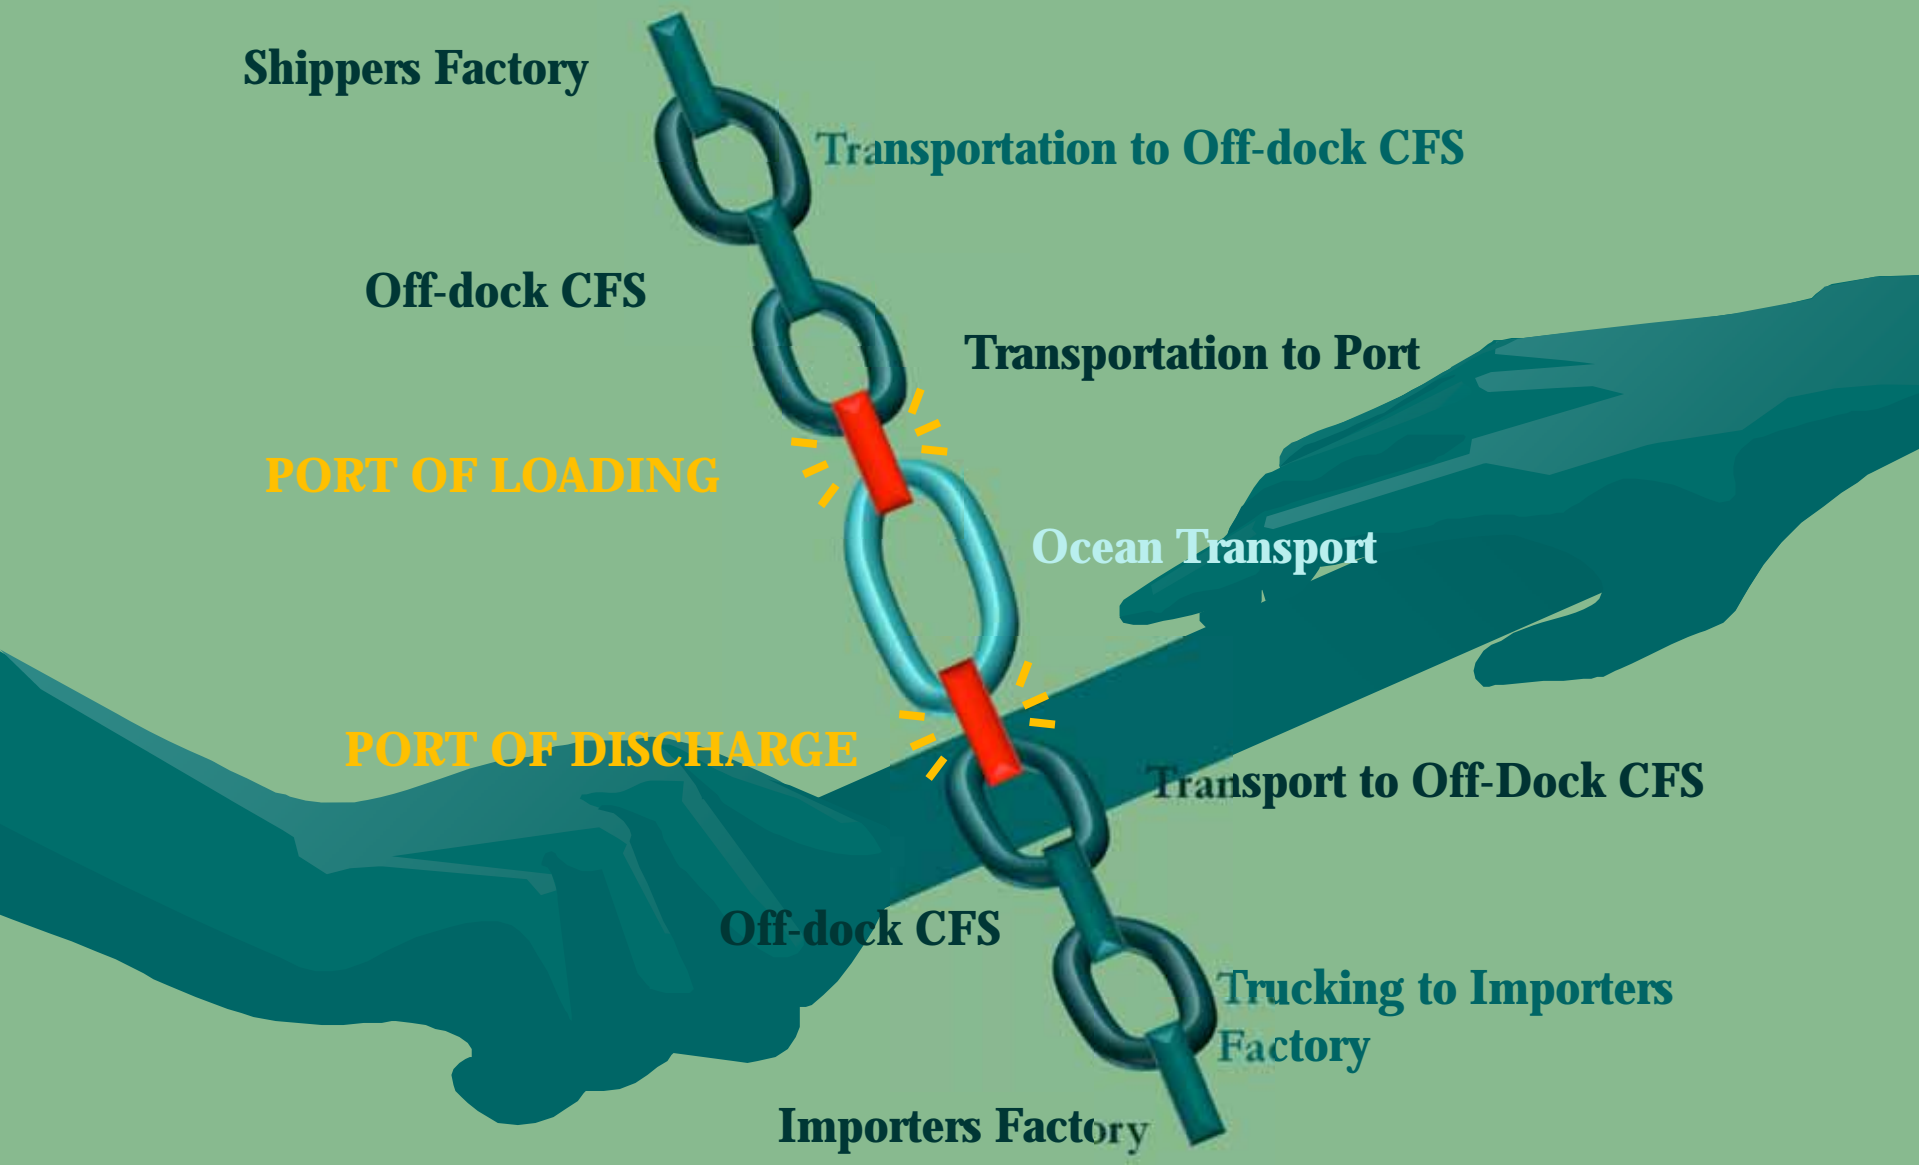 Shippers Factory
Transportation to Off-dock CFS
Off-dock CFS
Transportation to Port
PORT OF LOADING
Ocean Transport
PORT OF DISCHARGE
Transport to Off-Dock CFS
Off-dock CFS
Trucking to Importers
Factory
Importers Factory